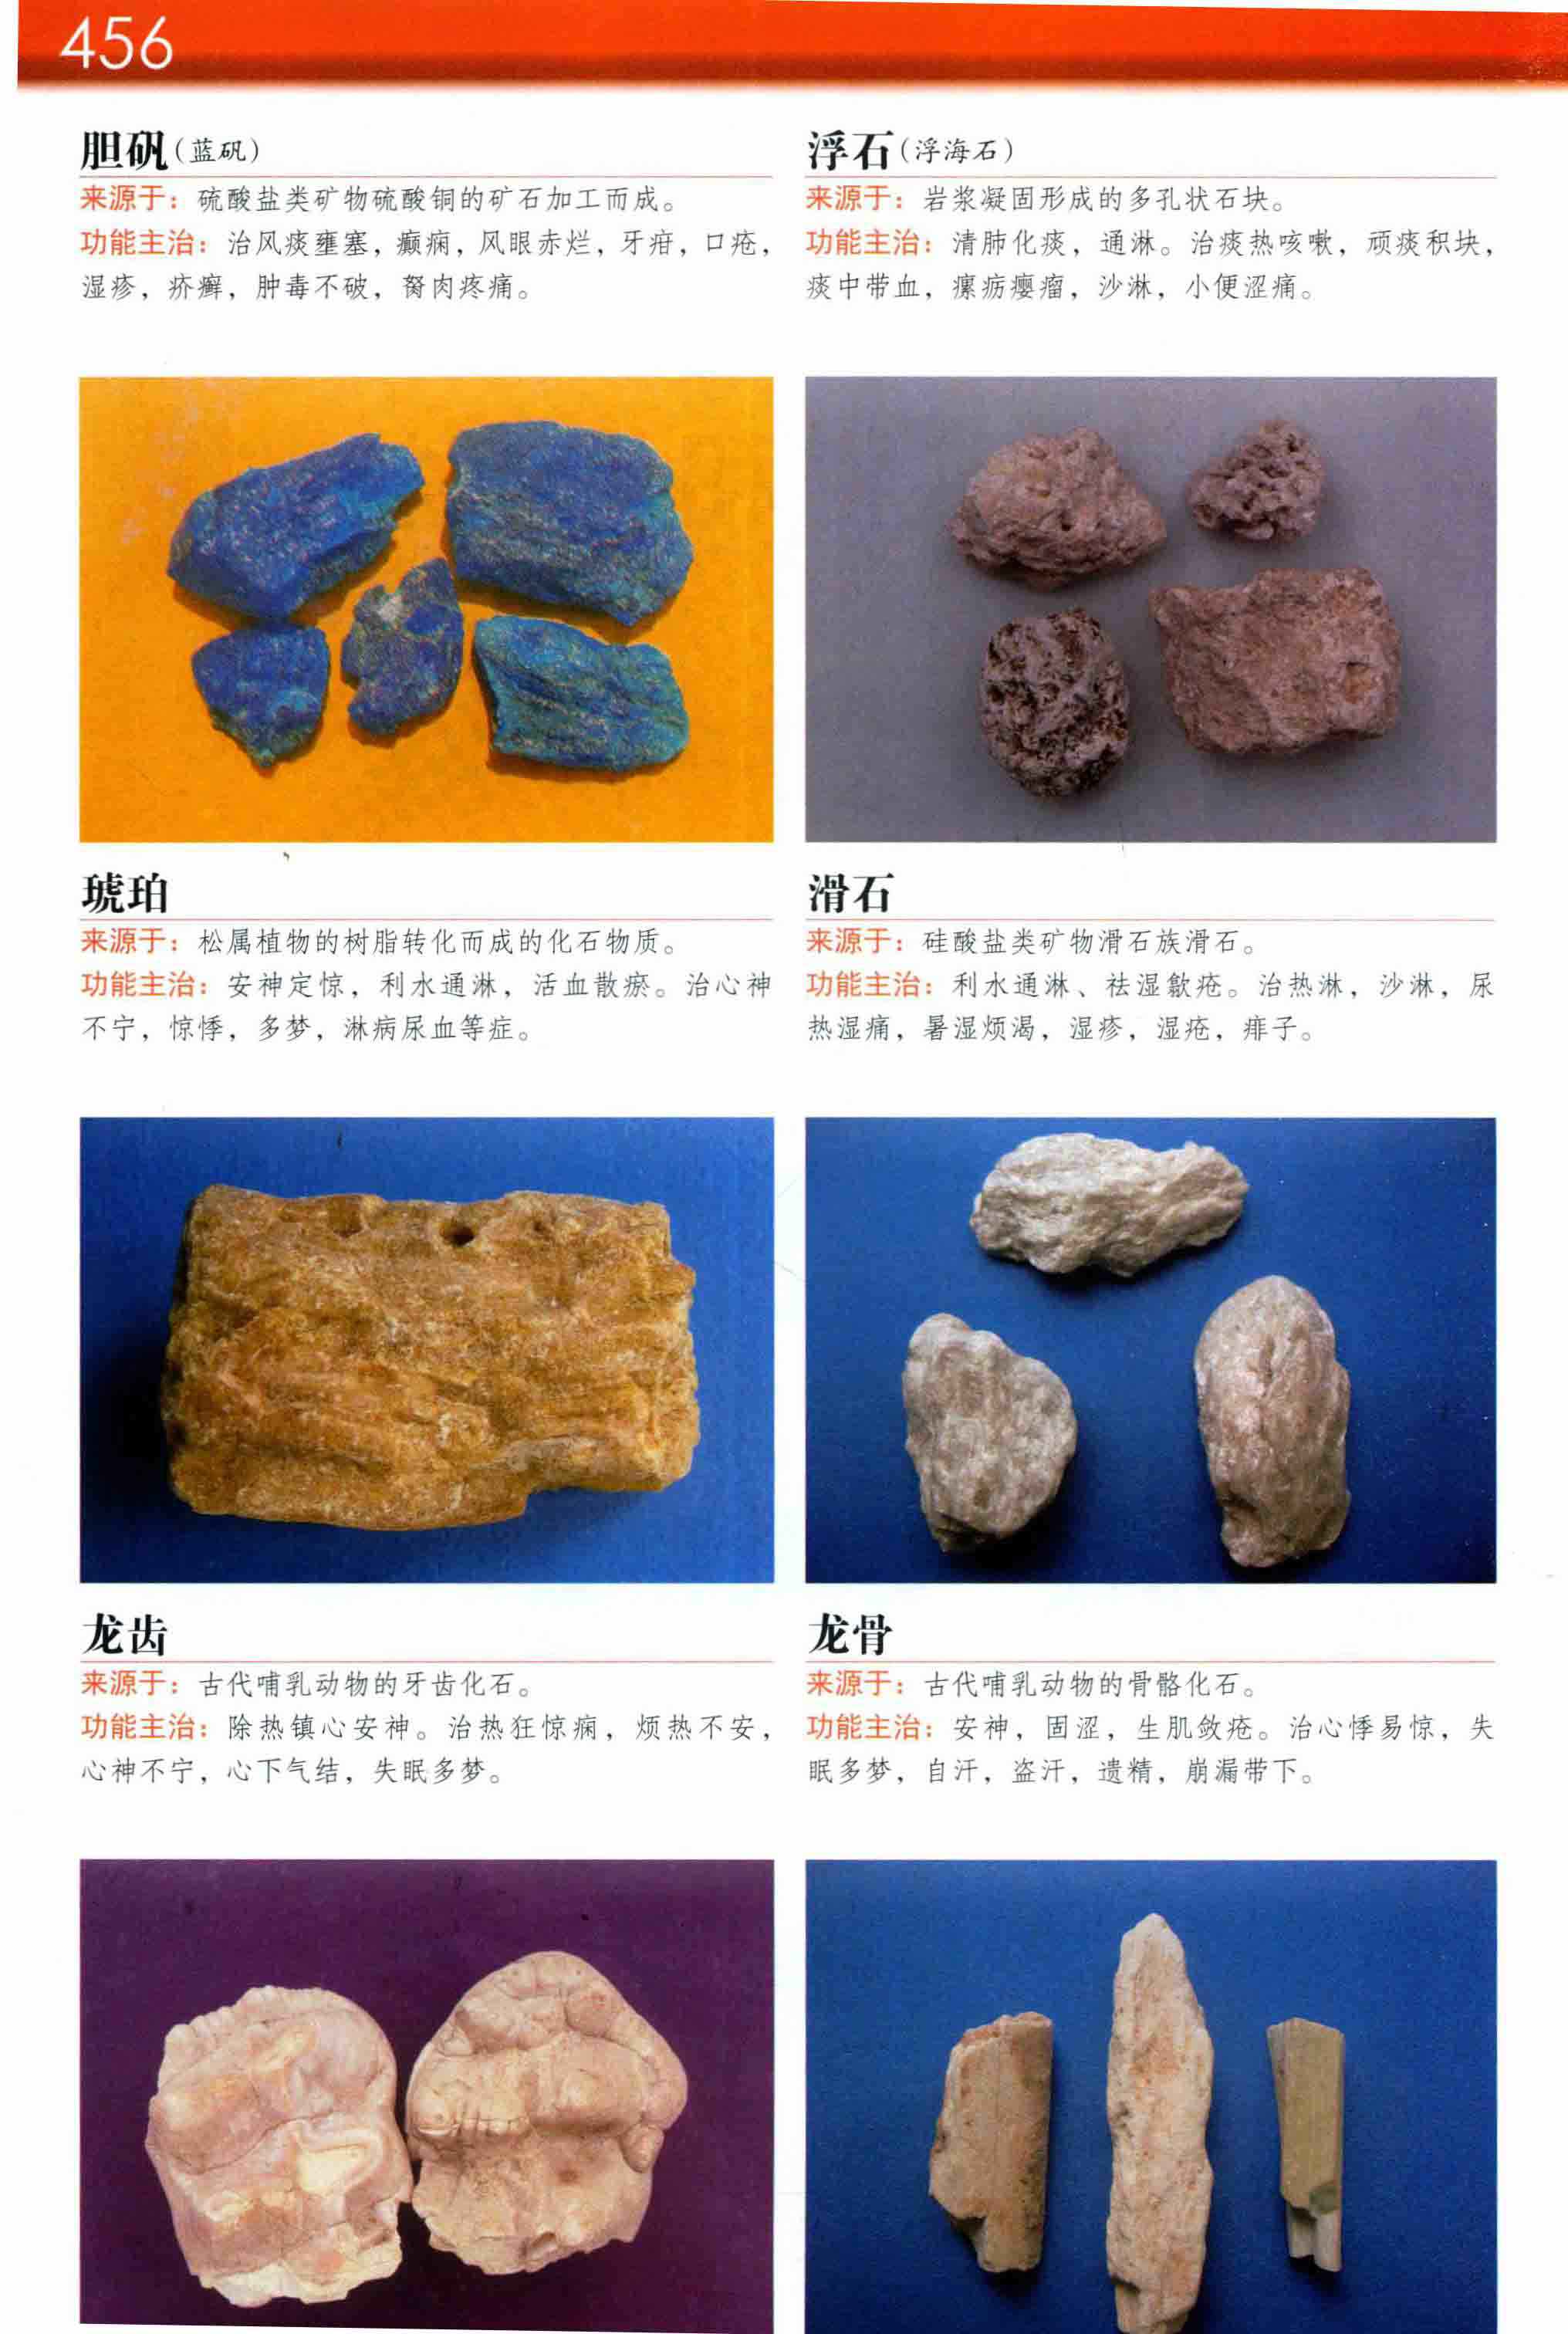 456
胆矾(蓝矾)
来源于：硫酸盐类矿物硫酸铜的矿石加工而成。
功能主治：治风痰壅塞，癫痫，风眼赤烂，牙疳，口疮，
湿疹，疥癣，肿毒不破，胬肉疼痛。
浮石(浮海石)
来源于：岩浆凝固形成的多孔状石块。
功能主治：清肺化痰，通淋。治痰热咳嗽，顽痰积块，
痰中带血，瘰疬瘿瘤，沙淋，小便涩痛。
琥珀
来源于：松属植物的树脂转化而成的化石物质。
功能主治：安神定惊，利水通淋，活血散瘀。治心神
不宁，惊悸，多梦，淋病尿血等症。
滑石
来源于：硅酸盐类矿物滑石族滑石。
功能主治：利水通淋、祛湿歛疮。治热淋，沙淋，尿
热湿痛，暑湿烦渴，湿疹，湿疮，痱子。
龙齿
来源于：古代哺乳动物的牙齿化石。
功能主治：除热镇心安神。治热狂惊痫，烦热不安，
心神不宁，心下气结，失眠多梦。
龙骨
来源于：古代哺乳动物的骨骼化石。
功能主治：安神，固涩，生肌敛疮。治心悸易惊，失
眠多梦，自汗，盗汗，遗精，崩漏带下。